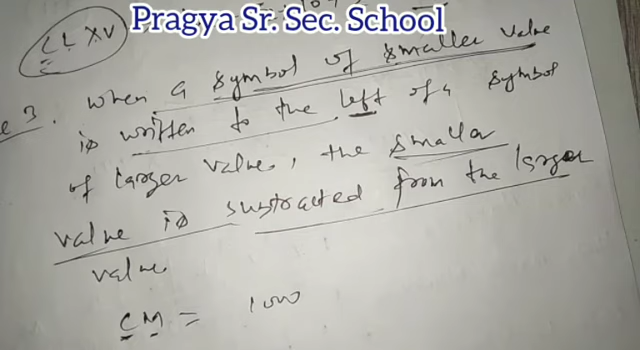 Pragya Sr. Sec. School
CLXV
e 3. When a symbol of smaller value
is written to the left of a symbol
of larger value, the smaller
value is subtracted from the larger
value.
CM = 1000